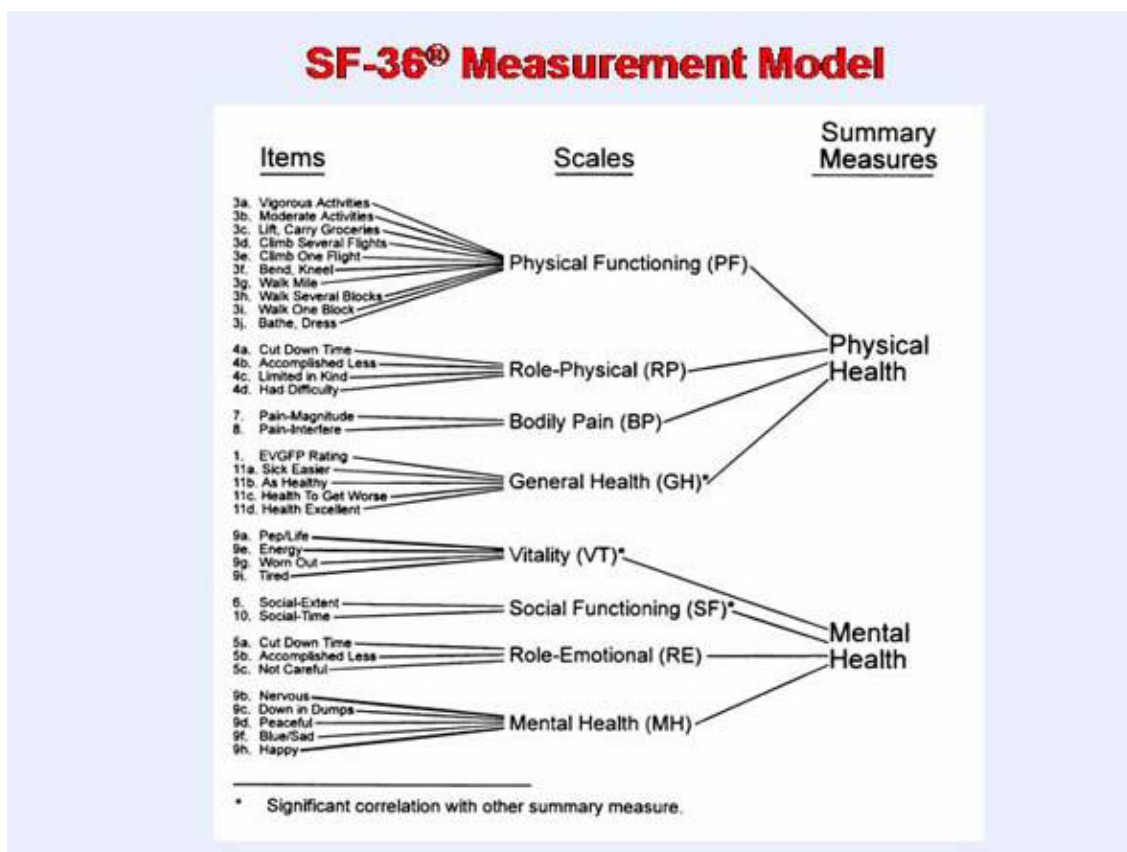 SF-36® Measurement Model
Items
Scales
Summary
Measures
3a. Vigorous Activities
3b. Moderate Activities
3c. Lift, Carry Groceries
3d. Climb Several Flights
3e. Climb One Flight
3f. Bend, Kneel
3g. Walk Mile
3h. Walk Several Blocks
3i. Walk One Block
3j. Bathe, Dress
Physical Functioning (PF)
4a. Cut Down Time
4b. Accomplished Less
4c. Limited in Kind
4d. Had Difficulty
Role-Physical (RP)
7. Pain-Magnitude
8. Pain-Interfere
Bodily Pain (BP)
1. EVGFP Rating
11a. Sick Easier
11b. As Healthy
11c. Health To Get Worse
11d. Health Excellent
General Health (GH)*
Physical
Health
9a. Pep/Life
9e. Energy
9g. Worn Out
9i. Tired
Vitality (VT)*
6. Social-Extent
10. Social-Time
Social Functioning (SF)*
5a. Cut Down Time
5b. Accomplished Less
5c. Not Careful
Role-Emotional (RE)
9b. Nervous
9c. Down in Dumps
9d. Peaceful
9f. Blue/Sad
9h. Happy
Mental Health (MH)
Mental
Health
* Significant correlation with other summary measure.